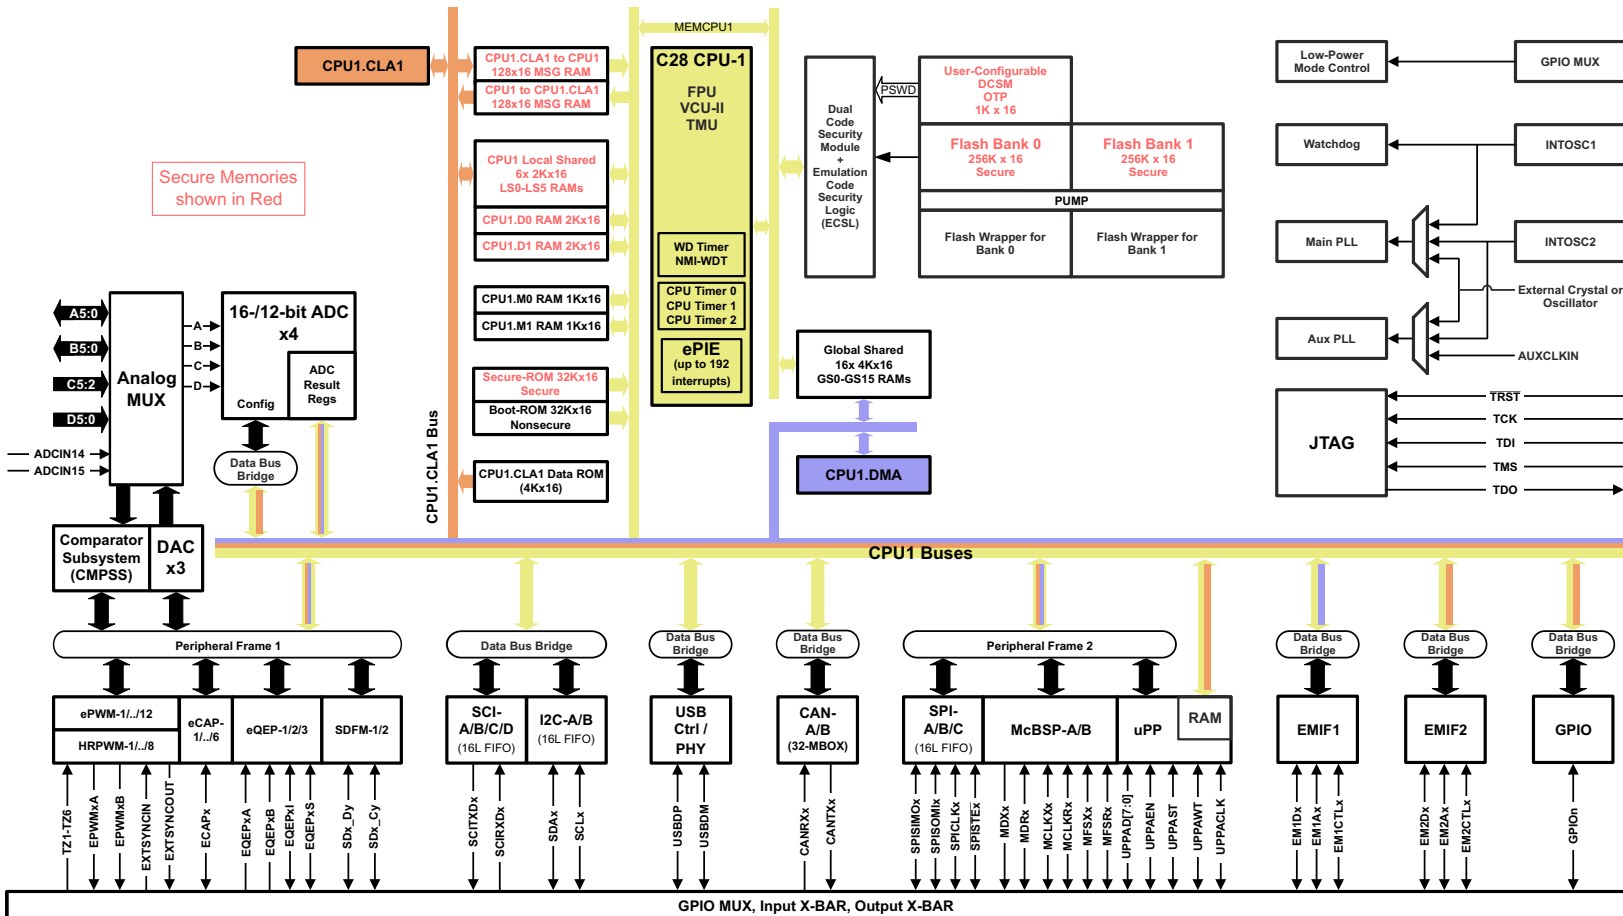 MEMCPU1
CPU1.CLA1
CPU1.CLA1 to CPU1
128x16 MSG RAM
CPU1 to CPU1.CLA1
128x16 MSG RAM
C28 CPU-1
FPU
VCU-II
TMU
Dual
Code
Security
Module
+
Emulation
Code
Security
Logic
(ECSL)
PSWD
User-Configurable
DCSM
OTP
1K x 16
Flash Bank 0
256K x 16
Secure
Flash Bank 1
256K x 16
Secure
PUMP
Flash Wrapper for
Bank 0
Flash Wrapper for
Bank 1
Low-Power
Mode Control
GPIO MUX
Watchdog
INTOSC1
Main PLL
INTOSC2
External Crystal or
Oscillator
Aux PLL
AUXCLKIN
JTAG
TRST
TCK
TDI
TMS
TDO
Secure Memories
shown in Red
CPU1 Local Shared
6x 2Kx16
LS0-LS5 RAMs
CPU1.D0 RAM 2Kx16
CPU1.D1 RAM 2Kx16
CPU1.M0 RAM 1Kx16
CPU1.M1 RAM 1Kx16
Secure-ROM 32Kx16
Secure
Boot-ROM 32Kx16
Nonsecure
CPU1.CLA1 Data ROM
(4Kx16)
CPU1.CLA1 Bus
WD Timer
NMI-WDT
CPU Timer 0
CPU Timer 1
CPU Timer 2
ePIE
(up to 192
interrupts)
Global Shared
16x 4Kx16
GS0-GS15 RAMs
CPU1.DMA
A5:0
B5:0
C5:2
D5:0
ADCIN14
ADCIN15
Analog
MUX
A
B
C
D
16-/12-bit ADC
x4
Config
ADC
Result
Regs
Data Bus
Bridge
Comparator
Subsystem
(CMPSS)
DAC
x3
CPU1 Buses
Peripheral Frame 1
Data Bus Bridge
Data Bus
Bridge
Data Bus
Bridge
Peripheral Frame 2
Data Bus
Bridge
Data Bus
Bridge
Data Bus
Bridge
ePWM-1/../12
HRPWM-1/../8
eCAP-
1/../6
eQEP-1/2/3
SDFM-1/2
SCI-
A/B/C/D
(16L FIFO)
I2C-A/B
(16L FIFO)
USB
Ctrl /
PHY
CAN-
A/B
(32-MBOX)
SPI-
A/B/C
(16L FIFO)
McBSP-A/B
uPP
RAM
EMIF1
EMIF2
GPIO
TZ1-TZ6
EPWMxA
EPWMxB
EXTSYNCIN
EXTSYNCOUT
ECAPx
EQEPxA
EQEPxB
EQEPxI
EQEPxS
SDx_Dy
SDx_Cy
SCITXDx
SCIRXDx
SDAx
SCLx
USBDP
USBDM
CANRXx
CANTXx
SPISIMOx
SPISOMIx
SPICLKx
SPISTEx
MDXx
MDRx
MCLKXx
MCLKRx
MFSXx
MFSRx
UPPAD[7:0]
UPPAEN
UPPAST
UPPAWT
UPPACLK
EM1Dx
EM1Ax
EM1CTLx
EM2Dx
EM2Ax
EM2CTLx
GPIOn
GPIO MUX, Input X-BAR, Output X-BAR